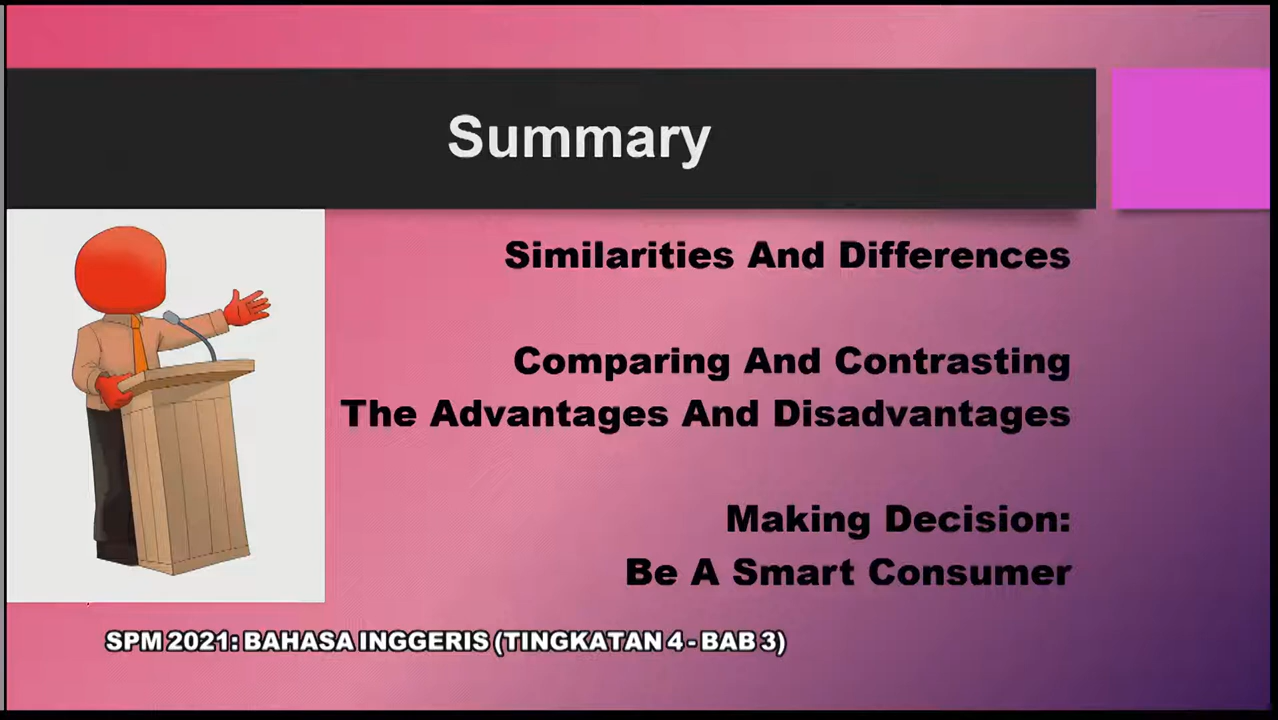 Summary
Similarities And Differences
Comparing And Contrasting
The Advantages And Disadvantages
Making Decision:
Be A Smart Consumer
SPM 2021: BAHASA INGGERIS (TINGKATAN 4 - BAB 3)